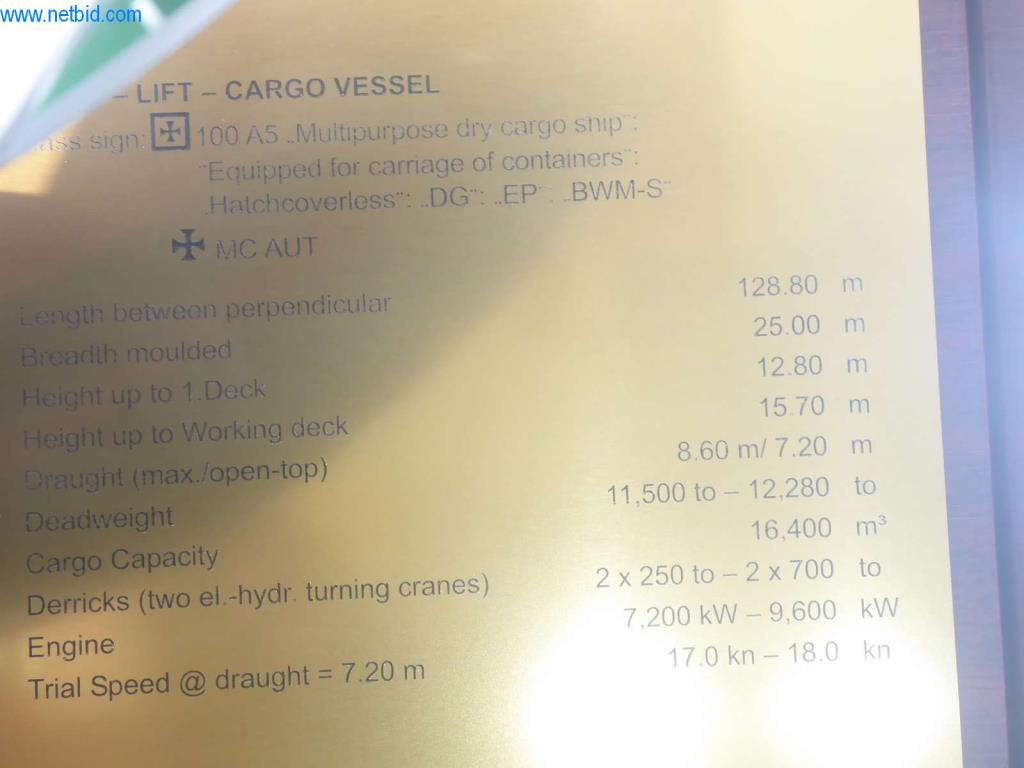 www.netbid.com
– LIFT – CARGO VESSEL
sign: 100 A5 „Multipurpose dry cargo ship":
"Equipped for carriage of containers":
„Hatchcoverless": „DG": „EP": „BWM-S"
MC AUT
Length between perpendicular 128.80 m
Breadth moulded 25.00 m
Height up to 1.Deck 12.80 m
Height up to Working deck 15.70 m
Draught (max./open-top) 8.60 m/ 7.20 m
Deadweight 11,500 to – 12,280 to
Cargo Capacity 16,400 m³
Derricks (two el.-hydr. turning cranes) 2 x 250 to – 2 x 700 to
Engine 7,200 kW – 9,600 kW
Trial Speed @ draught = 7.20 m 17.0 kn – 18.0 kn